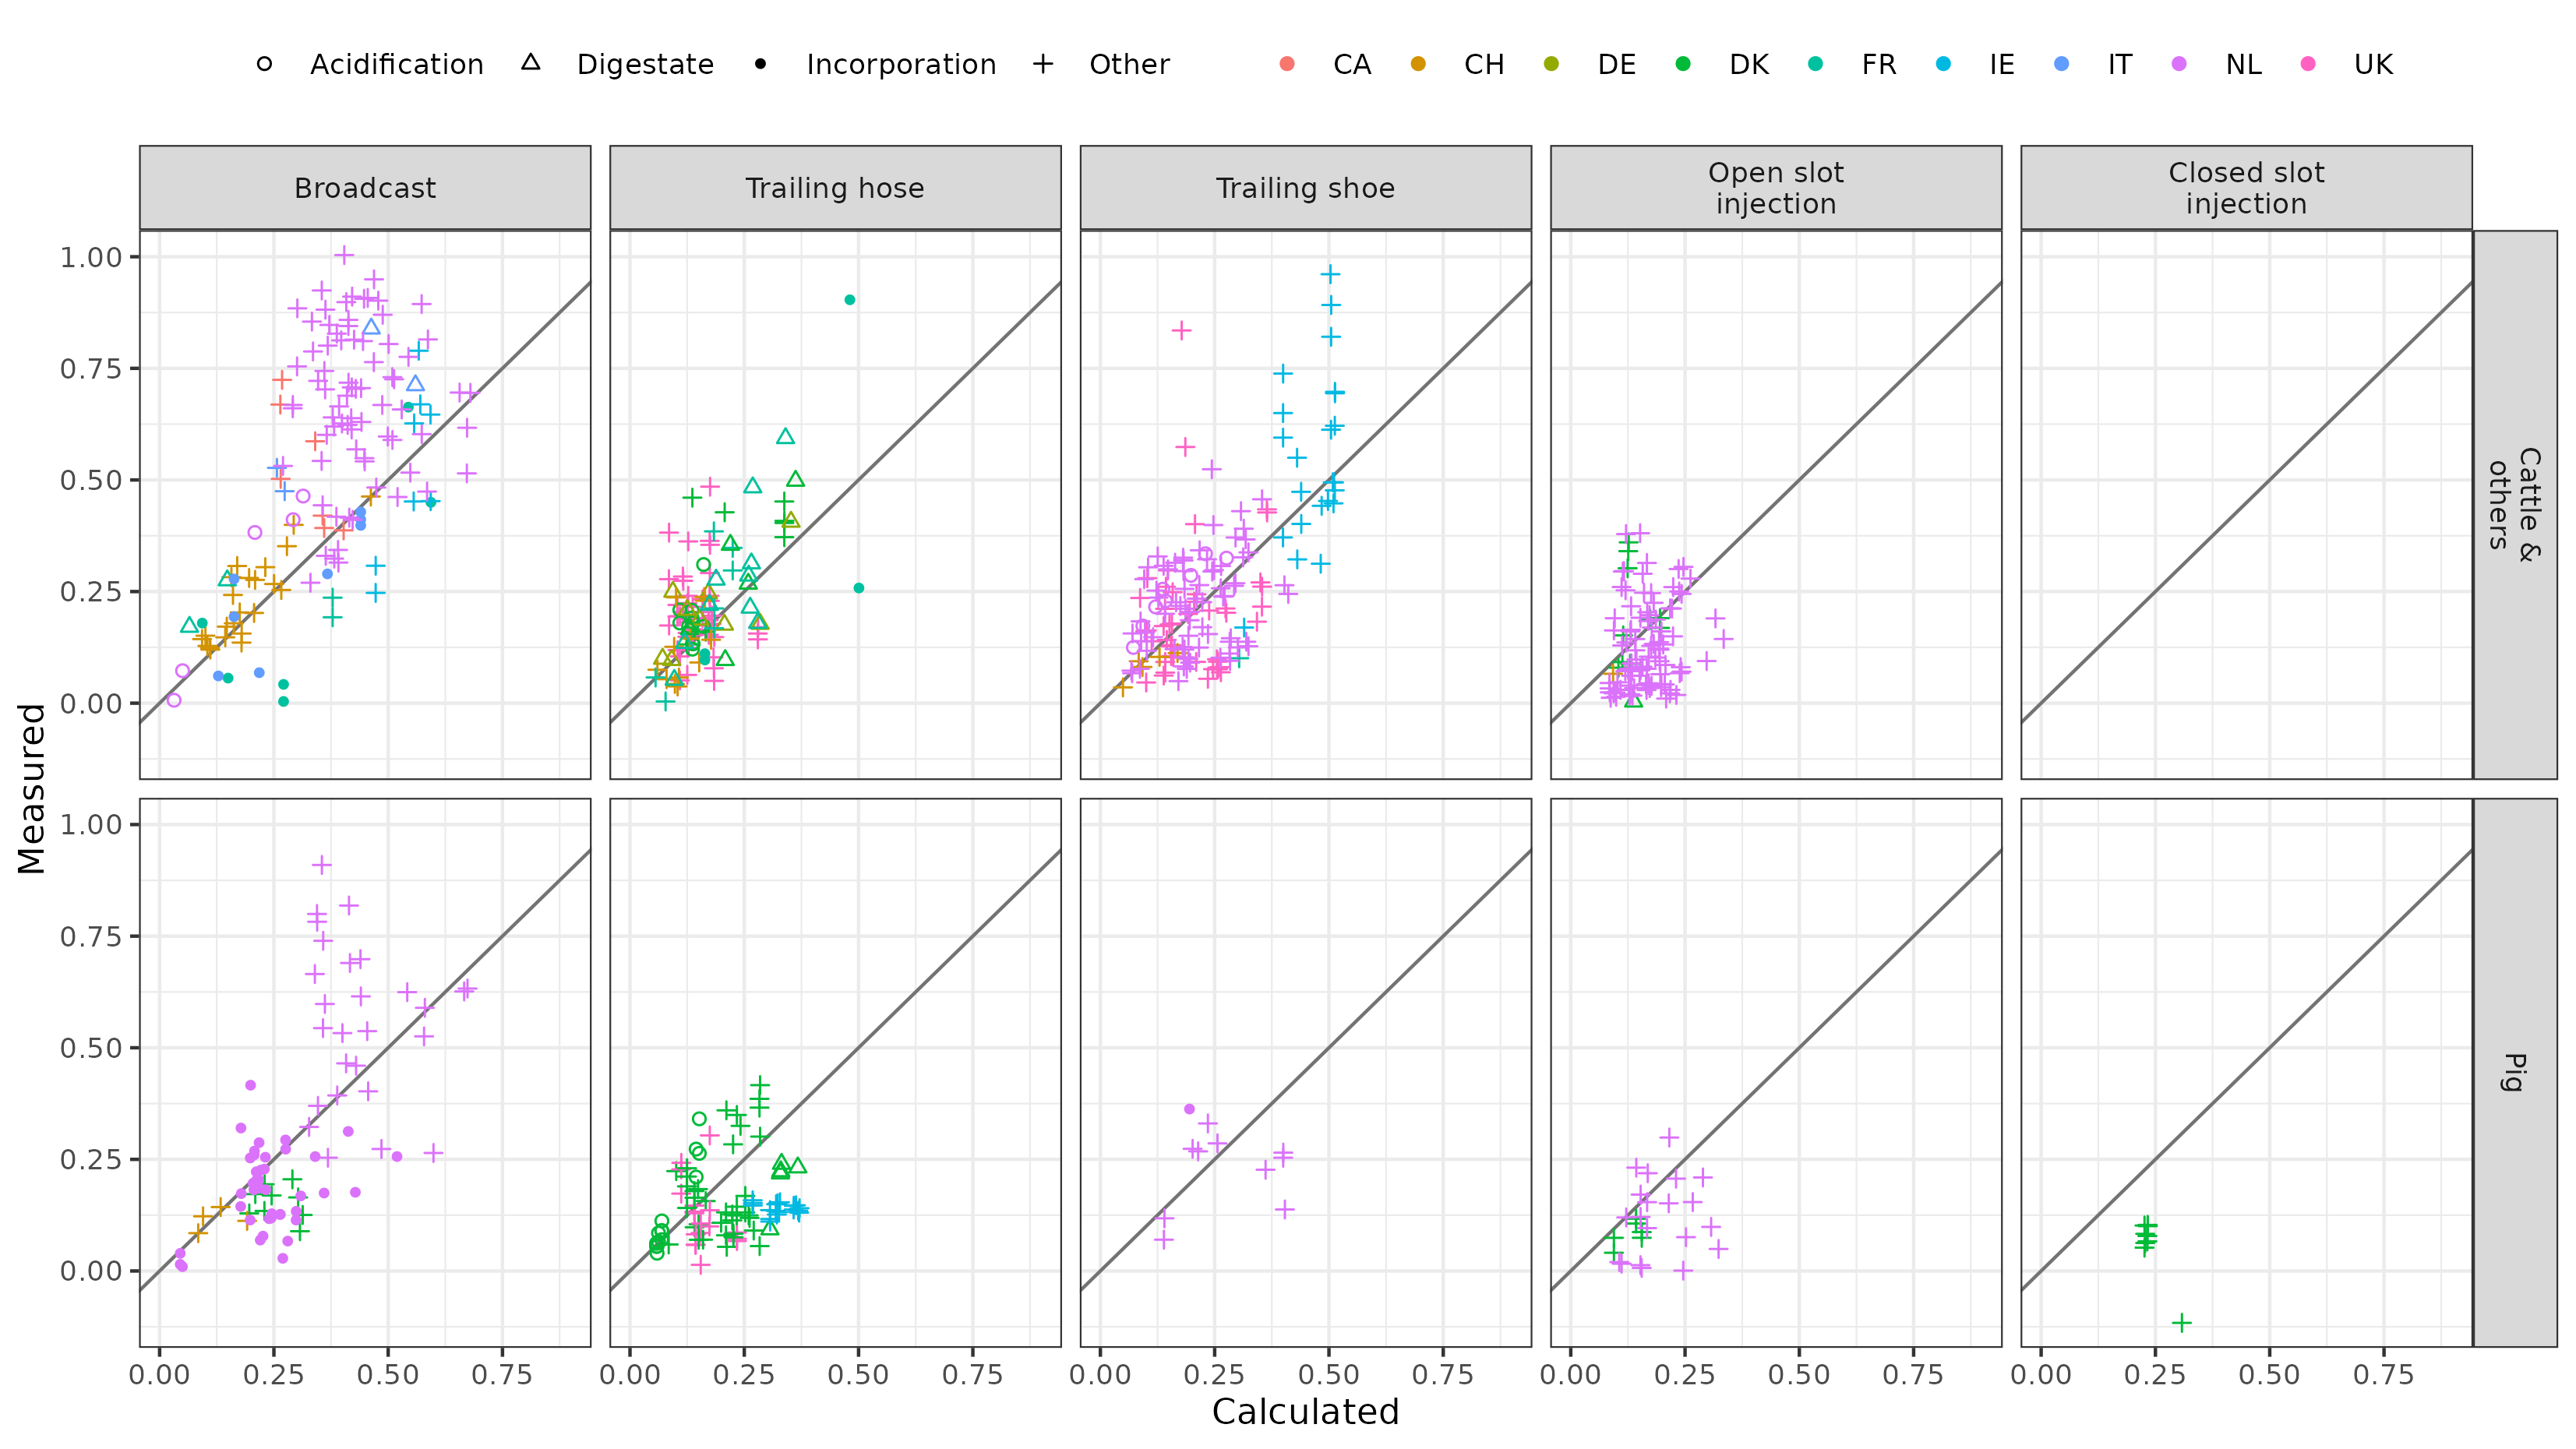 Acidification Digestate Incorporation Other CA CH DE DK FR IE IT NL UK
Broadcast Trailing hose Trailing shoe Open slot injection Closed slot injection
1.00
0.75
0.50
0.25
0.00
Cattle &
others
Measured
1.00
0.75
0.50
0.25
0.00
Pig
0.00 0.25 0.50 0.75 0.00 0.25 0.50 0.75 0.00 0.25 0.50 0.75 0.00 0.25 0.50 0.75 0.00 0.25 0.50 0.75
Calculated